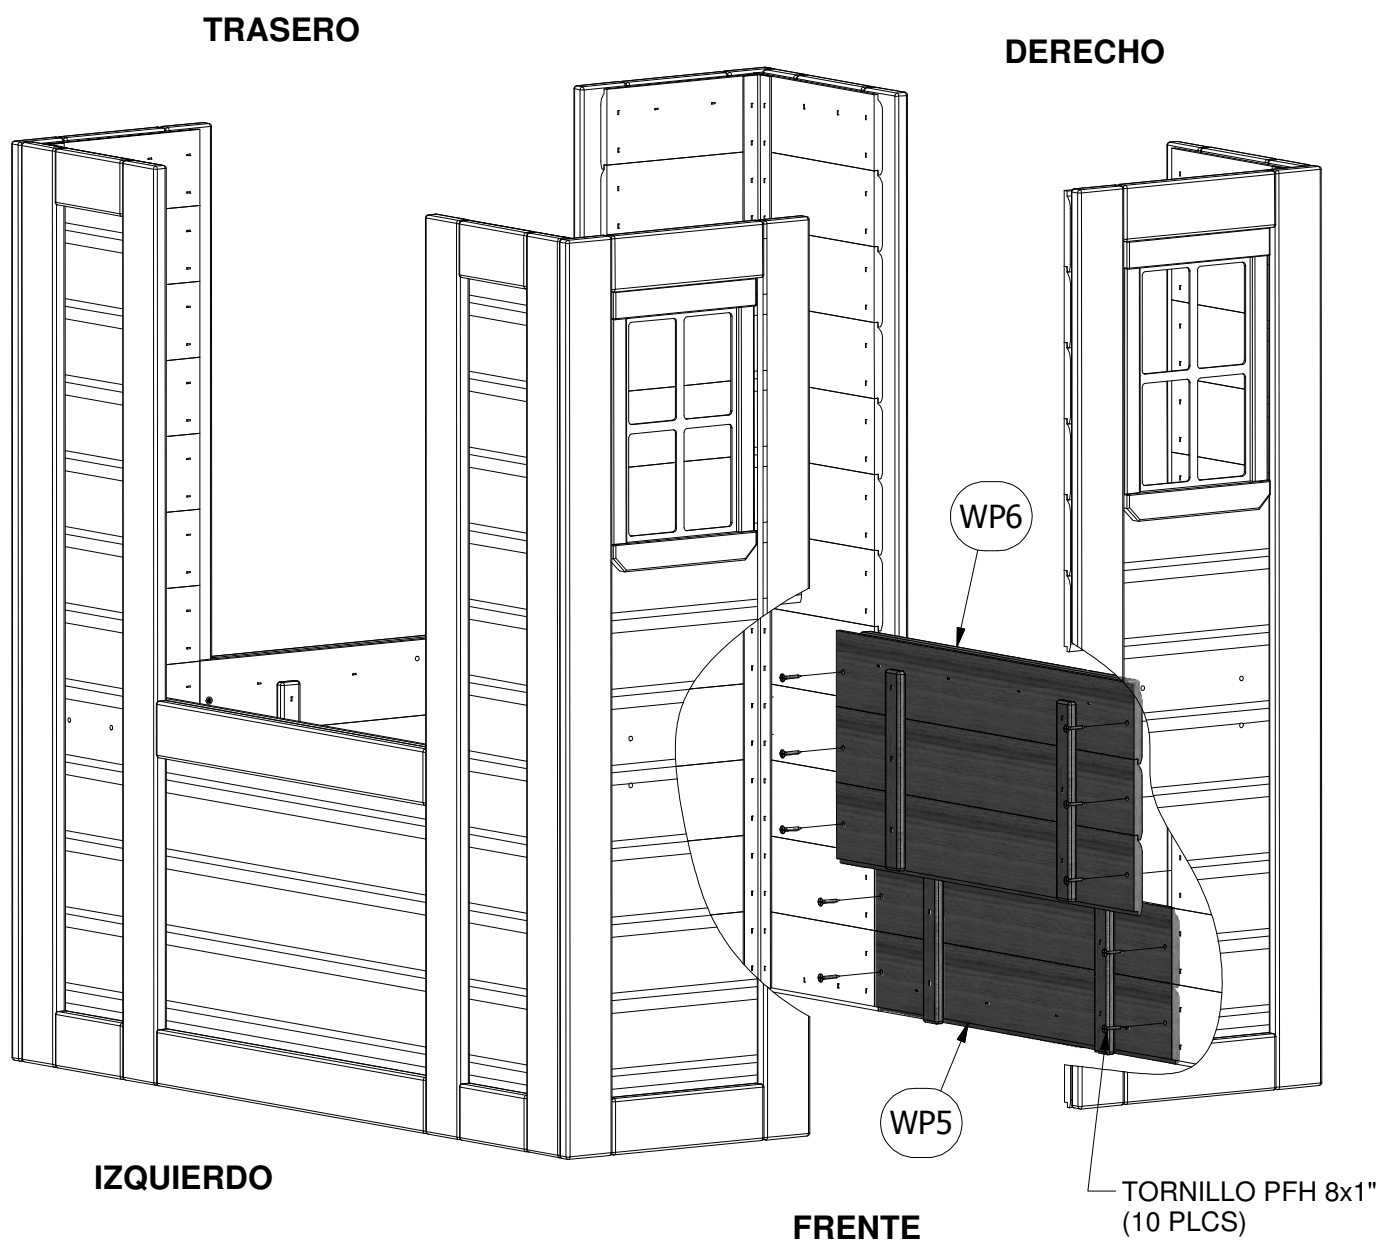 TRASERO
DERECHO
WP6
WP5
IZQUIERDO
TORNILLO PFH 8x1"
(10 PLCS)
FRENTE